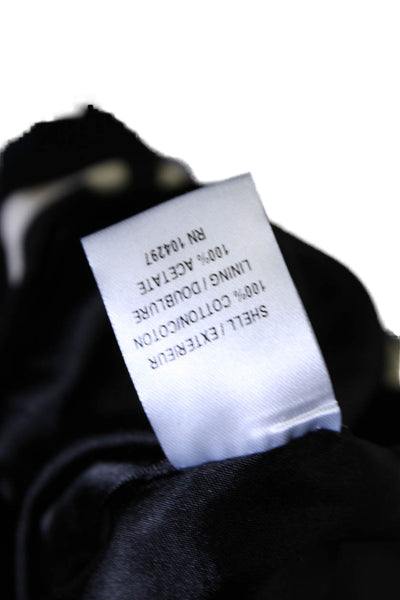 SHELL / EXTERIEUR
100% COTTON/COTON
LINING / DOUBLURE
100% ACETATE
RN 104297